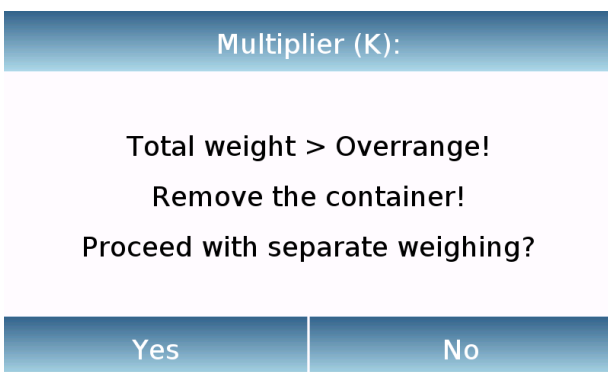 Multiplier (K):
Total weight > Overrange!
Remove the container!
Proceed with separate weighing?
Yes
No